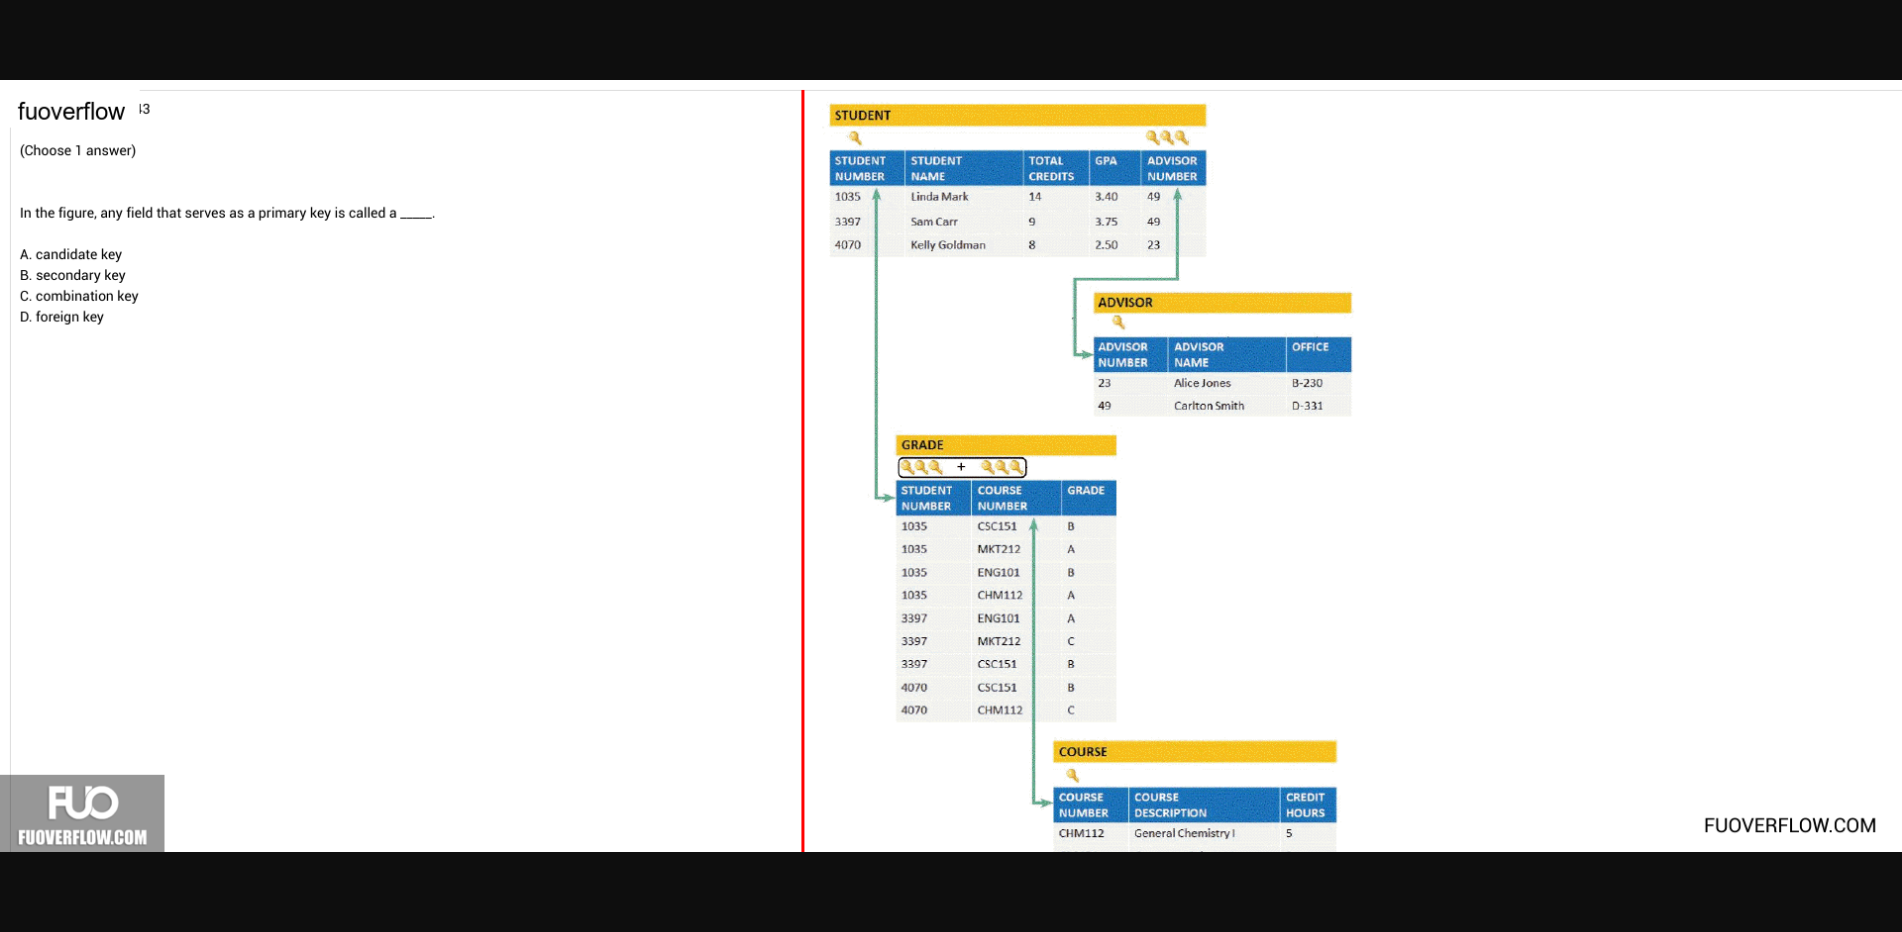 fuoverflow 43
(Choose 1 answer)
In the figure, any field that serves as a primary key is called a _____.
A. candidate key
B. secondary key
C. combination key
D. foreign key
FUO
FUOVERFLOW.COM
STUDENT
STUDENT NUMBER STUDENT NAME TOTAL CREDITS GPA ADVISOR NUMBER
1035 Linda Mark 14 3.40 49
3397 Sam Carr 9 3.75 49
4070 Kelly Goldman 8 2.50 23
ADVISOR
ADVISOR NUMBER ADVISOR NAME OFFICE
23 Alice Jones B-230
49 Carlton Smith D-331
GRADE
+
STUDENT NUMBER COURSE NUMBER GRADE
1035 CSC151 B
1035 MKT212 A
1035 ENG101 B
1035 CHM112 A
3397 ENG101 A
3397 MKT212 C
3397 CSC151 B
4070 CSC151 B
4070 CHM112 C
COURSE
COURSE NUMBER COURSE DESCRIPTION CREDIT HOURS
CHM112 General Chemistry I 5
FUOVERFLOW.COM